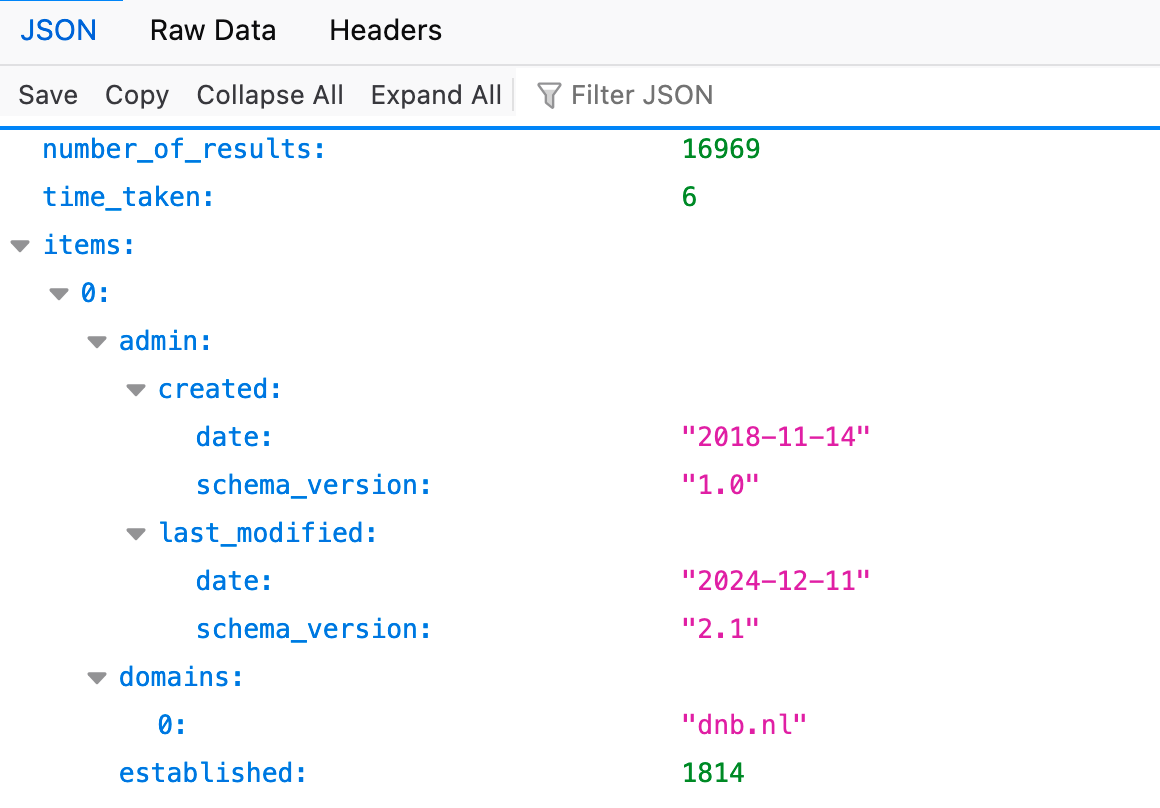 JSON Raw Data Headers
Save Copy Collapse All Expand All Filter JSON
number_of_results: 16969
time_taken: 6
items:
0:
admin:
created:
date: "2018-11-14"
schema_version: "1.0"
last_modified:
date: "2024-12-11"
schema_version: "2.1"
domains:
0: "dnb.nl"
established: 1814